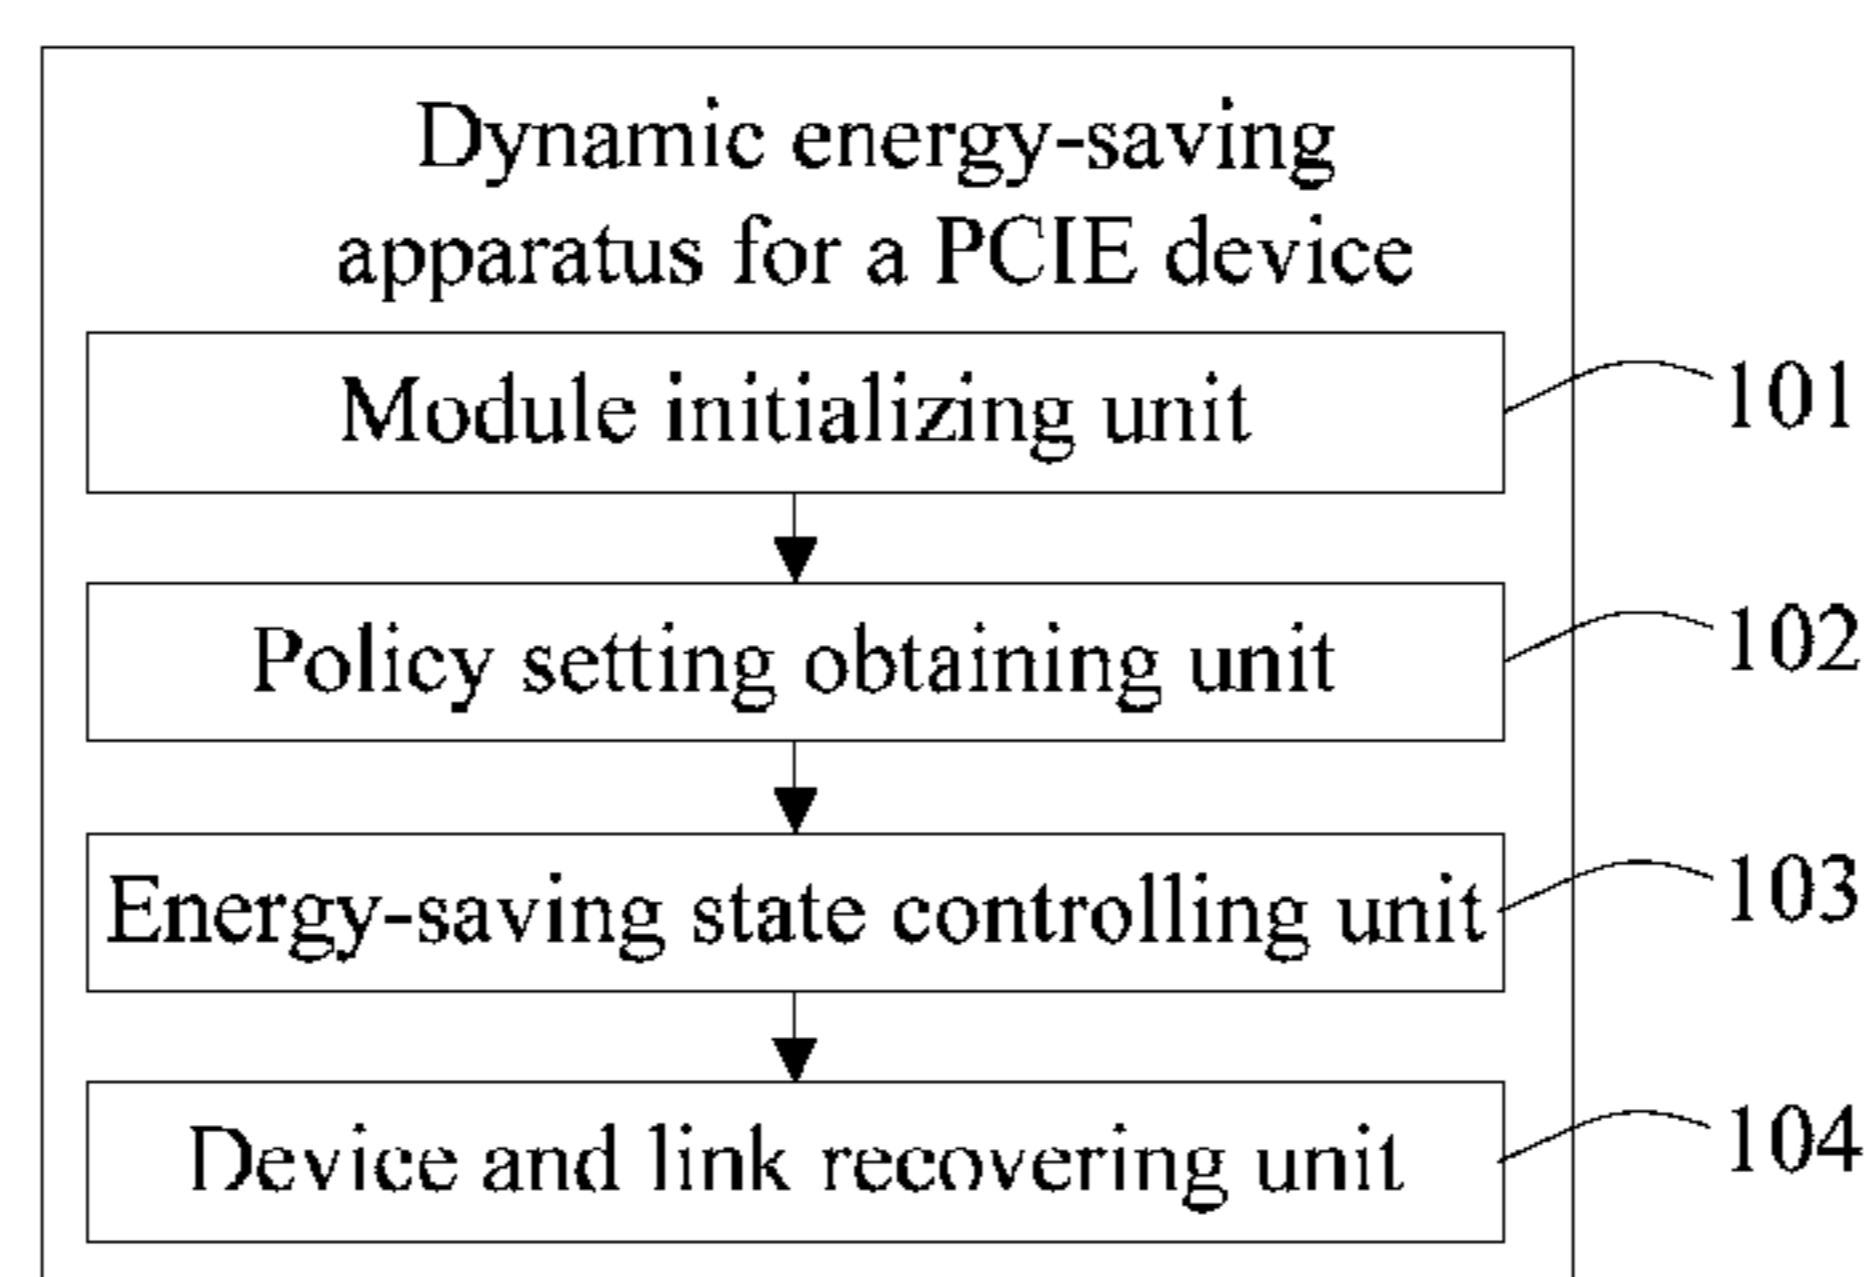 Dynamic energy-saving
apparatus for a PCIE device
Module initializing unit
101
Policy setting obtaining unit
102
Energy-saving state controlling unit
103
Device and link recovering unit
104